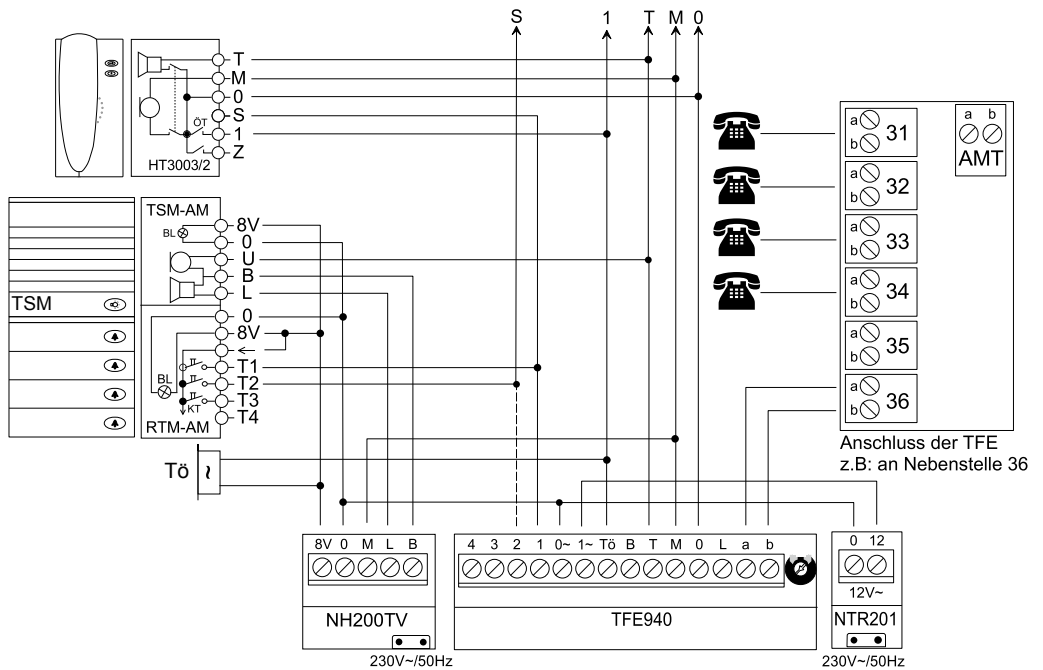 S 1 T M 0
T
M
0
S
1
Z
ÖT
HT3003/2
a b
AMT
a
b
31
a
b
32
a
b
33
a
b
34
a
b
35
a
b
36
Anschluss der TFE
z.B: an Nebenstelle 36
TSM-AM
BL
8V
0
U
B
L
TSM
0
8V
T1
T2
T3
T4
BL
KT
RTM-AM
Tö
~
8V 0 M L B
NH200TV
230V~/50Hz
4 3 2 1 0~ 1~ Tö B T M 0 L a b
TFE940
0 12
12V~
NTR201
230V~/50Hz